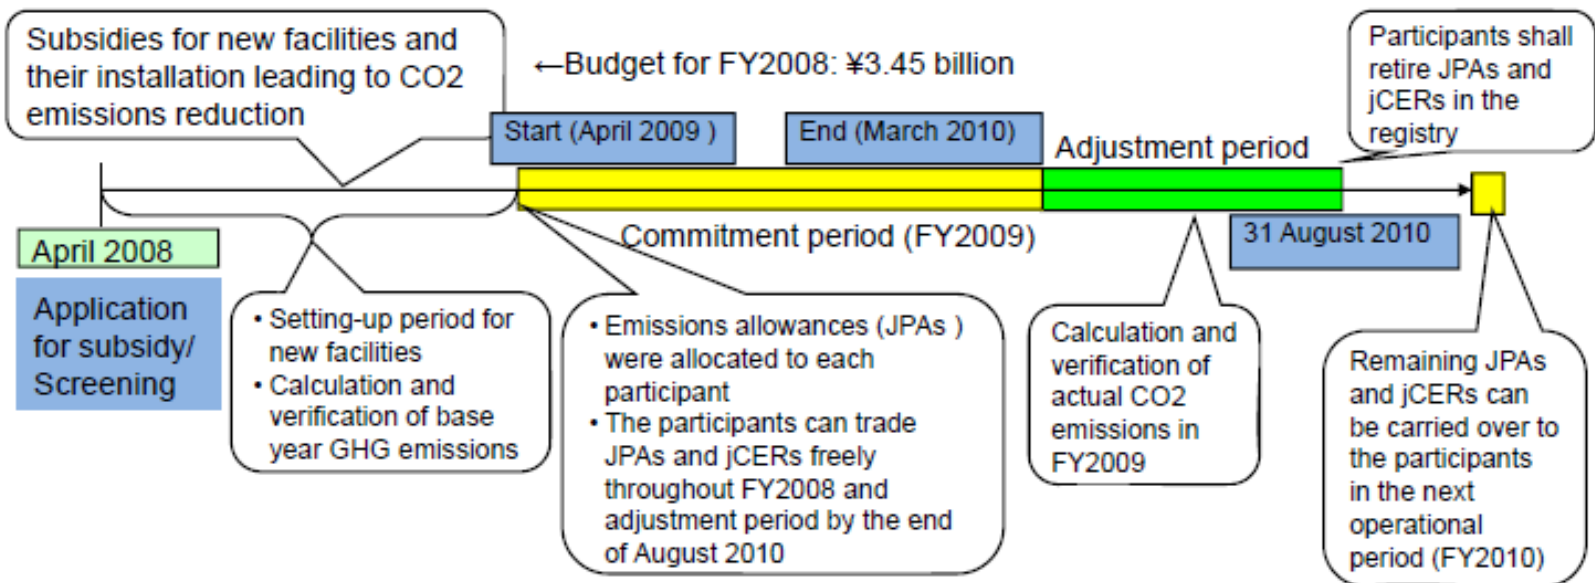 Subsidies for new facilities and
their installation leading to CO2
emissions reduction
←Budget for FY2008: ¥3.45 billion
Participants shall
retire JPAs and
jCERs in the
registry
Start (April 2009 )
End (March 2010)
Adjustment period
April 2008
Commitment period (FY2009)
31 August 2010
Application
for subsidy/
Screening
• Setting-up period for
new facilities
• Calculation and
verification of base
year GHG emissions
• Emissions allowances (JPAs )
were allocated to each
participant
• The participants can trade
JPAs and jCERs freely
throughout FY2008 and
adjustment period by the end
of August 2010
Calculation and
verification of
actual CO2
emissions in
FY2009
Remaining JPAs
and jCERs can
be carried over to
the participants
in the next
operational
period (FY2010)